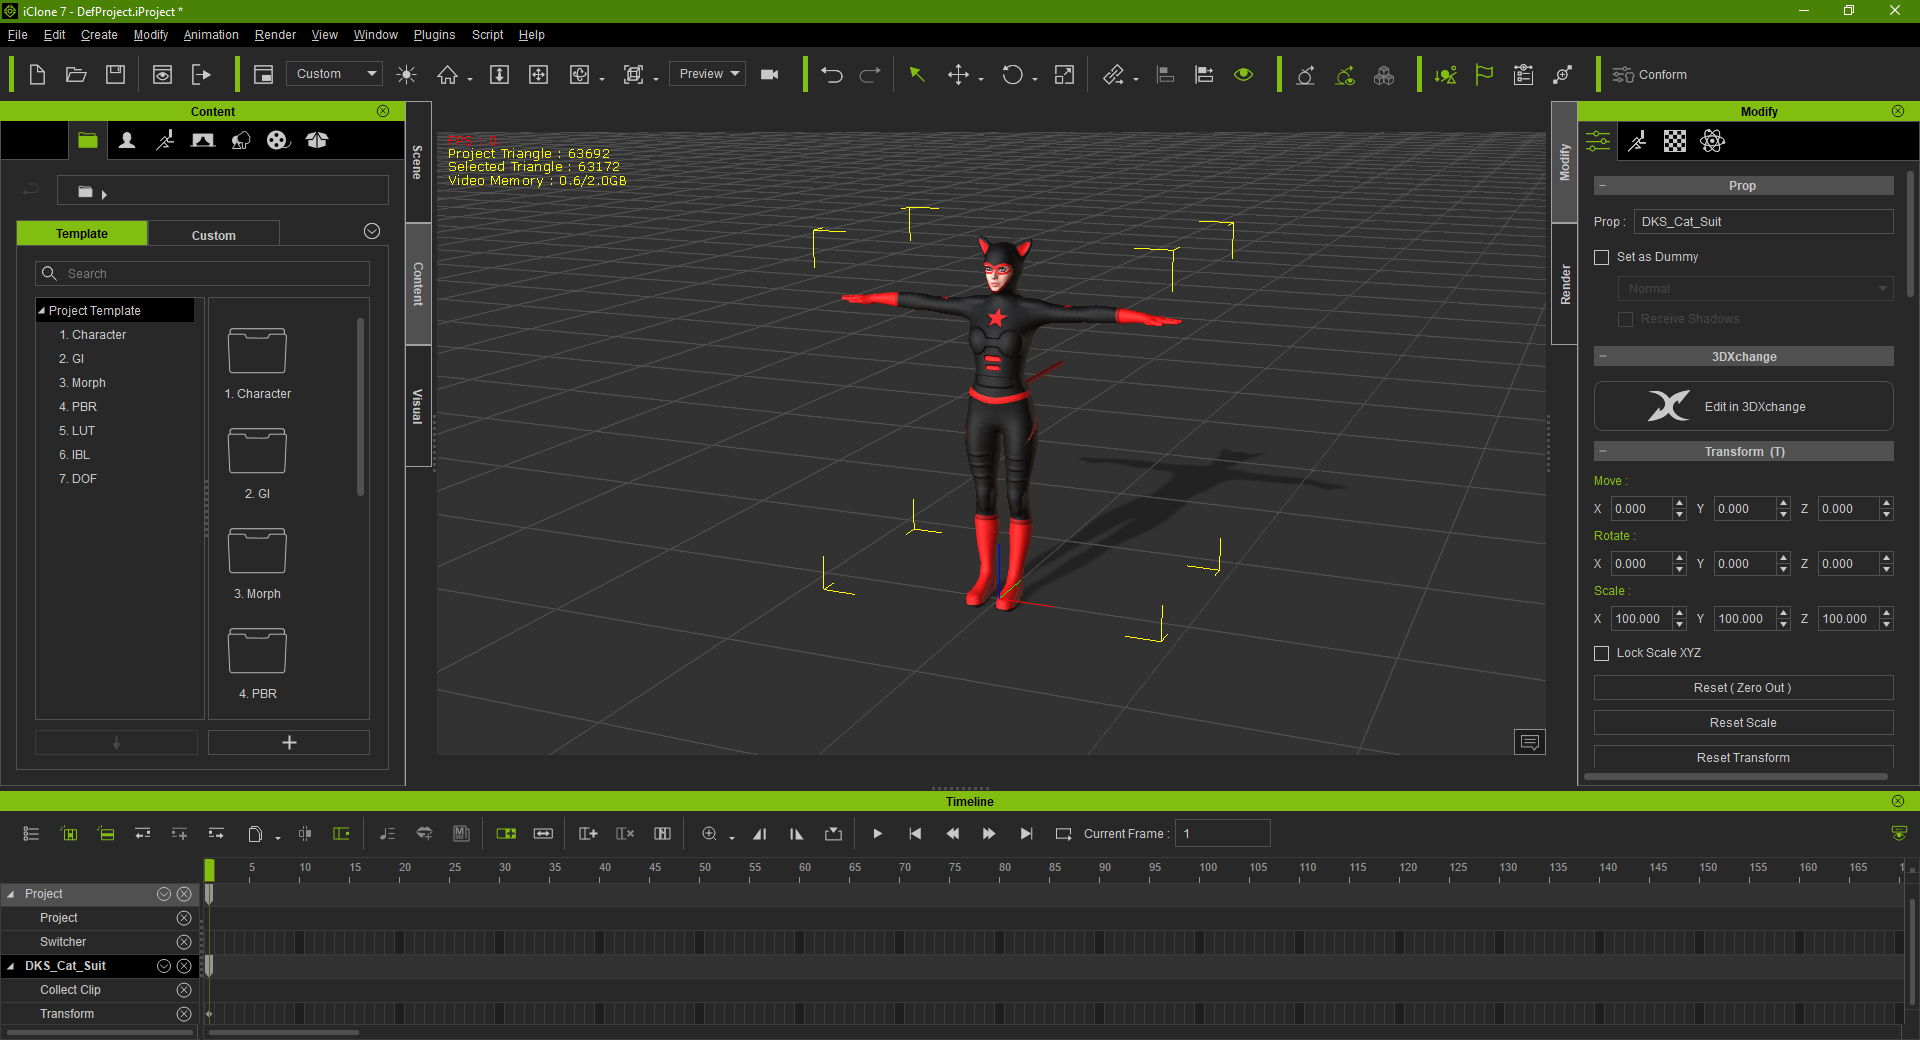 iClone 7 - DefProject.iProject *
File Edit Create Modify Animation Render View Window Plugins Script Help
Custom Preview Conform
Content
Template Custom
Search
Project Template
1. Character
2. GI
3. Morph
4. PBR
5. LUT
6. IBL
7. DOF
1. Character
2. GI
3. Morph
4. PBR
Scene
Content
Visual
Project Triangle : 63692
Selected Triangle : 63172
Video Memory : 0.6/2.0GB
Modify
Render
Modify
Prop
Prop : DKS_Cat_Suit
Set as Dummy
Normal
Receive Shadows
3DXchange
Edit in 3DXchange
Transform (T)
Move :
X 0.000 Y 0.000 Z 0.000
Rotate :
X 0.000 Y 0.000 Z 0.000
Scale :
X 100.000 Y 100.000 Z 100.000
Lock Scale XYZ
Reset ( Zero Out )
Reset Scale
Reset Transform
Timeline
Current Frame : 1
5 10 15 20 25 30 35 40 45 50 55 60 65 70 75 80 85 90 95 100 105 110 115 120 125 130 135 140 145 150 155 160 165
Project
Project
Switcher
DKS_Cat_Suit
Collect Clip
Transform